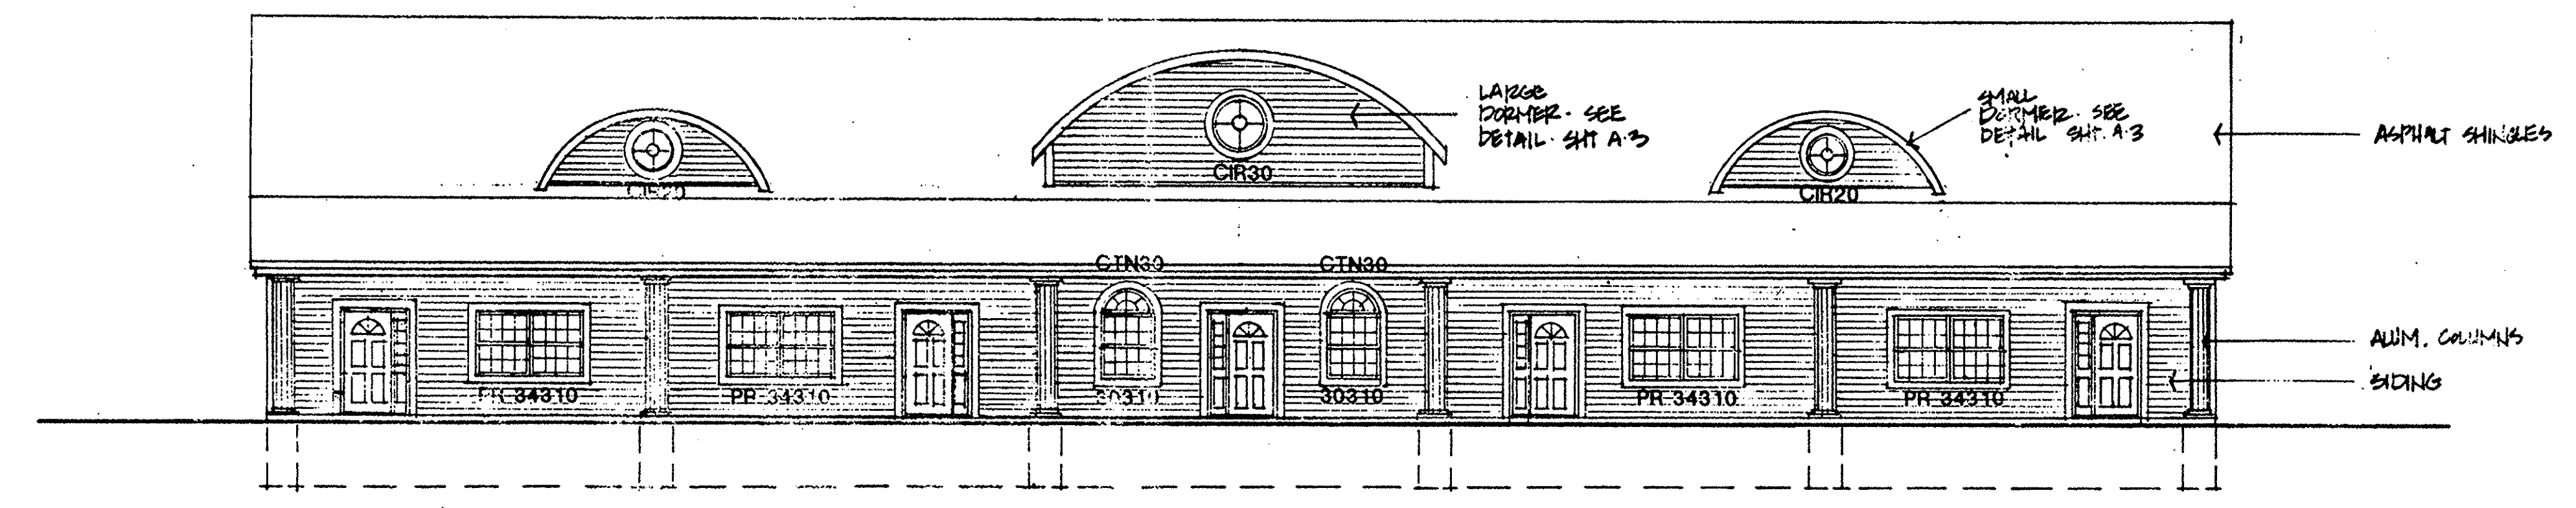 LARGE
DORMER. SEE
DETAIL. SHT A.3
SMALL
DORMER. SEE
DETAIL SHT. A.3
ASPHALT SHINGLES
CIR20
CIR30
CIR20
CTN30
CTN30
ALUM. COLUMNS
SIDING
PR-34310
PR-34310
30310
30310
PR-34310
PR-34310